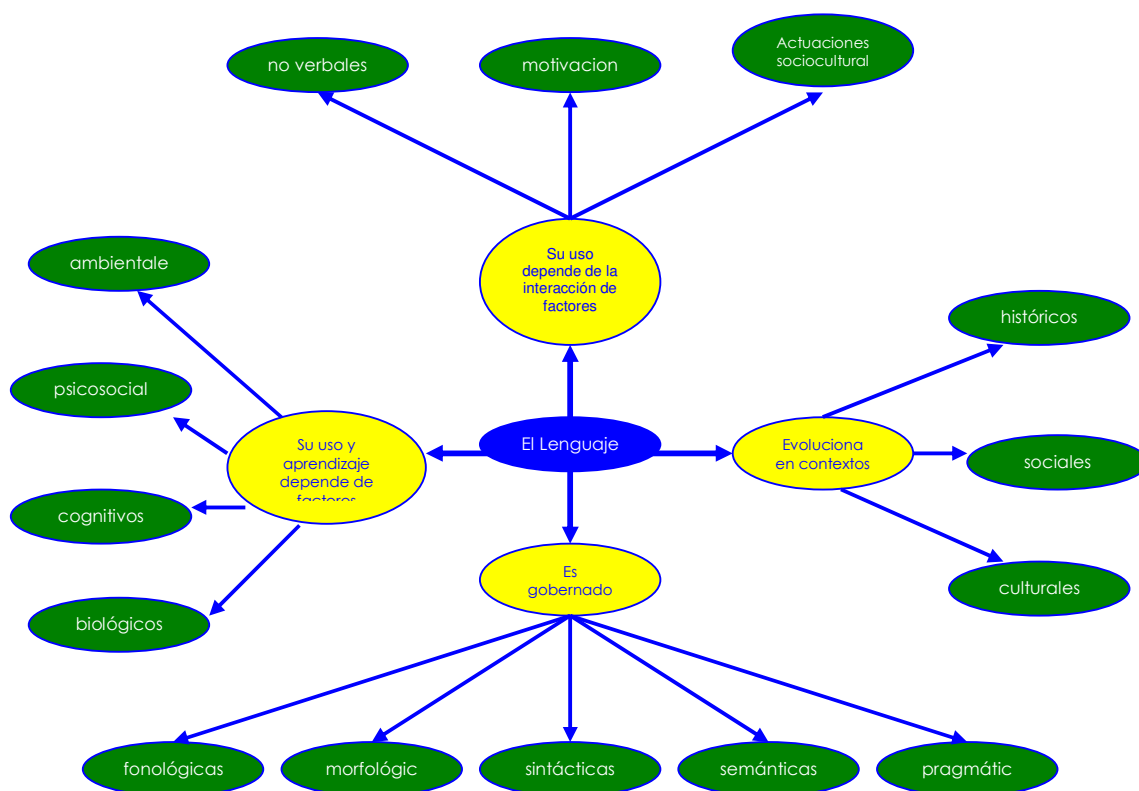 Actuaciones
sociocultural
no verbales
motivacion
Su uso
depende de la
interacción de
factores
ambientale
históricos
psicosocial
Su uso y
aprendizaje
depende de
factores
El Lenguaje
Evoluciona
en contextos
sociales
cognitivos
Es
gobernado
culturales
biológicos
fonológicas
morfológic
sintácticas
semánticas
pragmátic